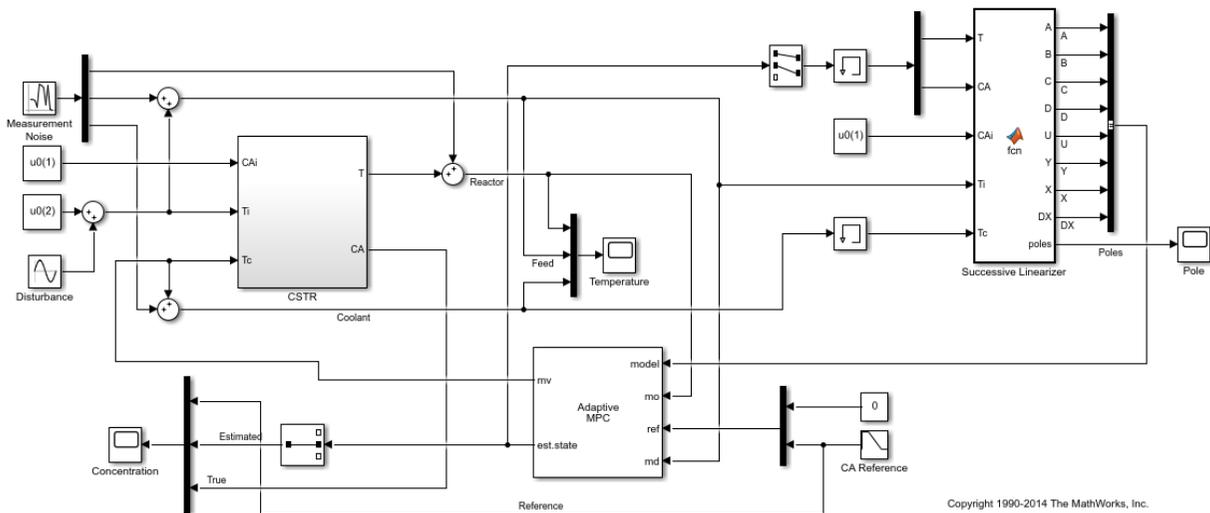 Measurement
Noise
u0(1)
u0(2)
Disturbance
CAi
Ti
Tc
T
CA
CSTR
Reactor
Feed
Temperature
Coolant
u0(1)
T
CA
CAi
Ti
Tc
fcn
A
B
C
D
U
Y
X
DX
poles
A
B
C
D
U
Y
X
DX
Successive Linearizer
Poles
Pole
mv
est.state
Adaptive
MPC
model
mo
ref
md
0
CA Reference
Concentration
Estimated
True
Reference
Copyright 1990-2014 The MathWorks, Inc.